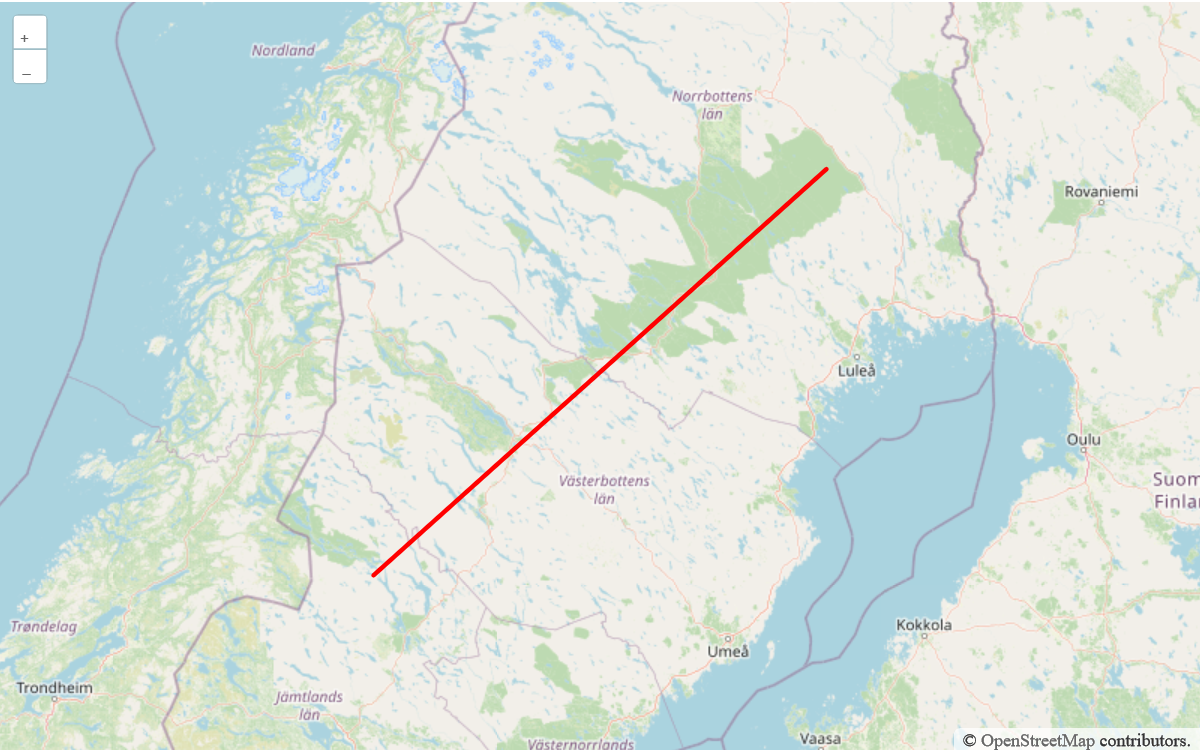 +
–
Nordland
Norrbottens
län
Rovaniemi
Luleå
Oulu
Västerbottens
län
Suom
Finlan
Trøndelag
Kokkola
Umeå
Trondheim
Jämtlands
län
Västernorrlands
Vaasa
© OpenStreetMap contributors.